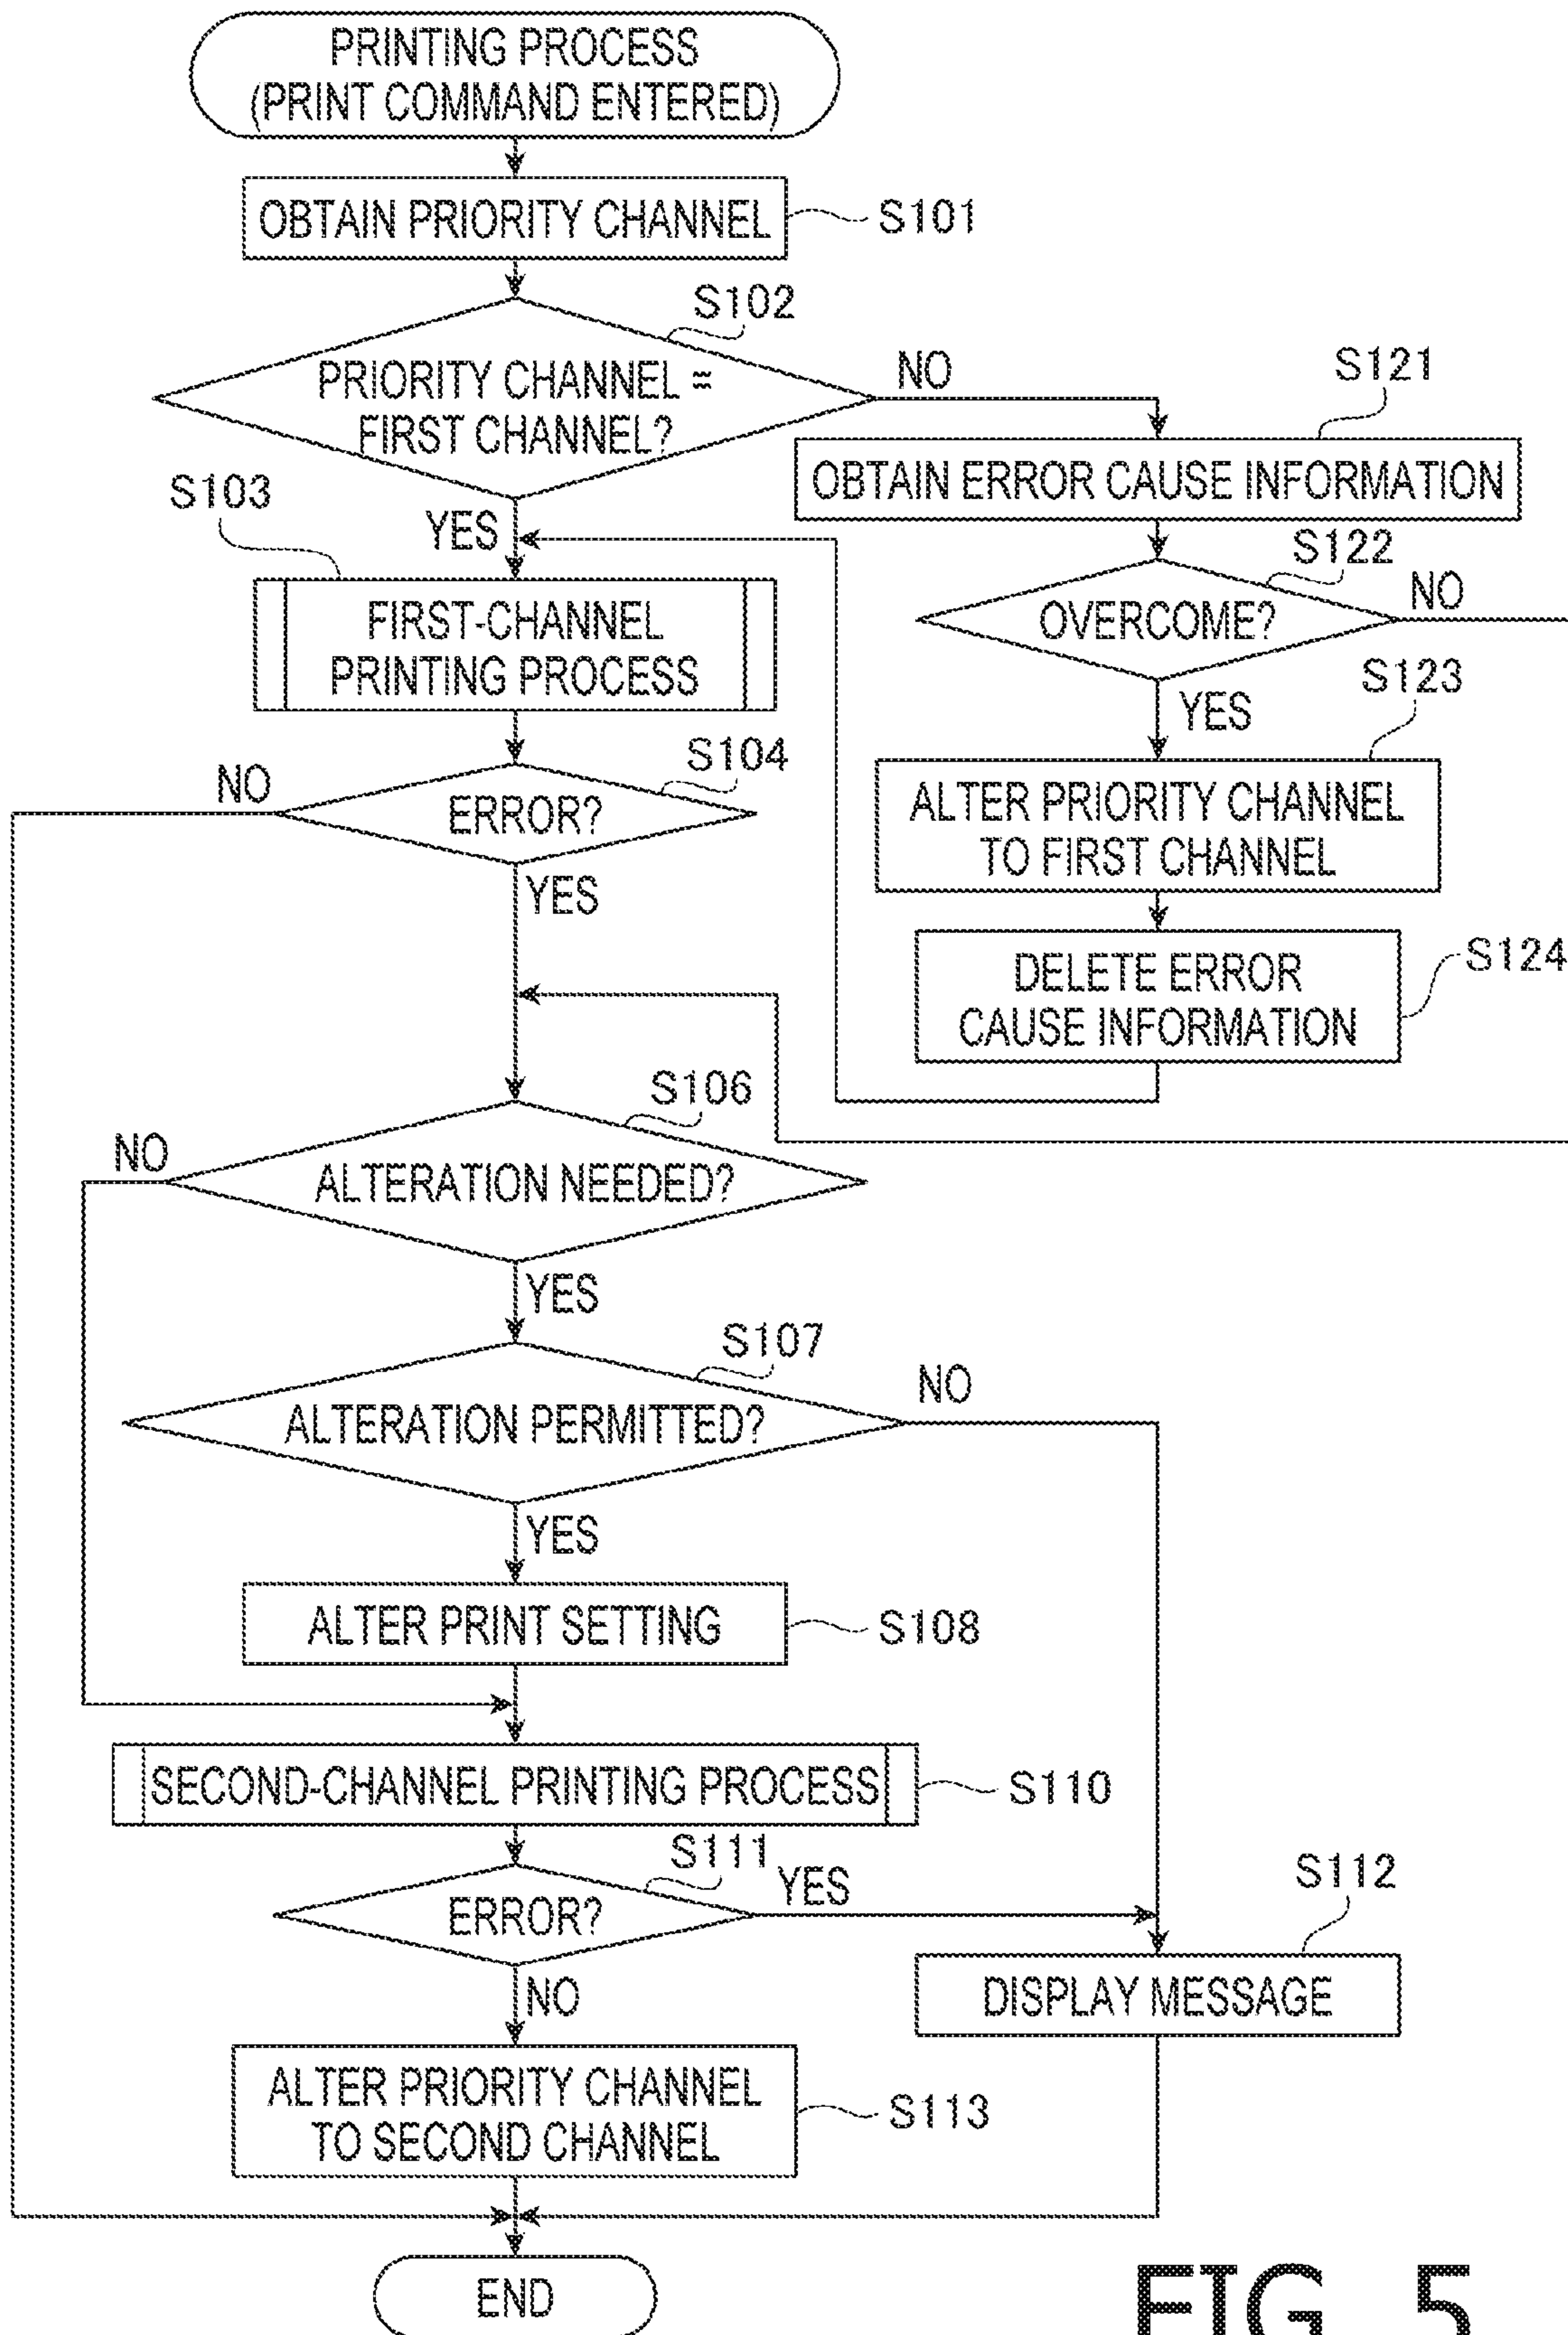 PRINTING PROCESS
(PRINT COMMAND ENTERED)
OBTAIN PRIORITY CHANNEL
S101
S102
PRIORITY CHANNEL =
FIRST CHANNEL?
NO
YES
S121
OBTAIN ERROR CAUSE INFORMATION
S103
FIRST-CHANNEL
PRINTING PROCESS
S122
OVERCOME?
NO
YES
S123
ALTER PRIORITY CHANNEL
TO FIRST CHANNEL
S104
NO
ERROR?
YES
DELETE ERROR
CAUSE INFORMATION
S124
S106
NO
ALTERATION NEEDED?
YES
S107
NO
ALTERATION PERMITTED?
YES
ALTER PRINT SETTING
S108
SECOND-CHANNEL PRINTING PROCESS
S110
S111
YES
ERROR?
NO
S112
DISPLAY MESSAGE
ALTER PRIORITY CHANNEL
TO SECOND CHANNEL
S113
END
FIG. 5